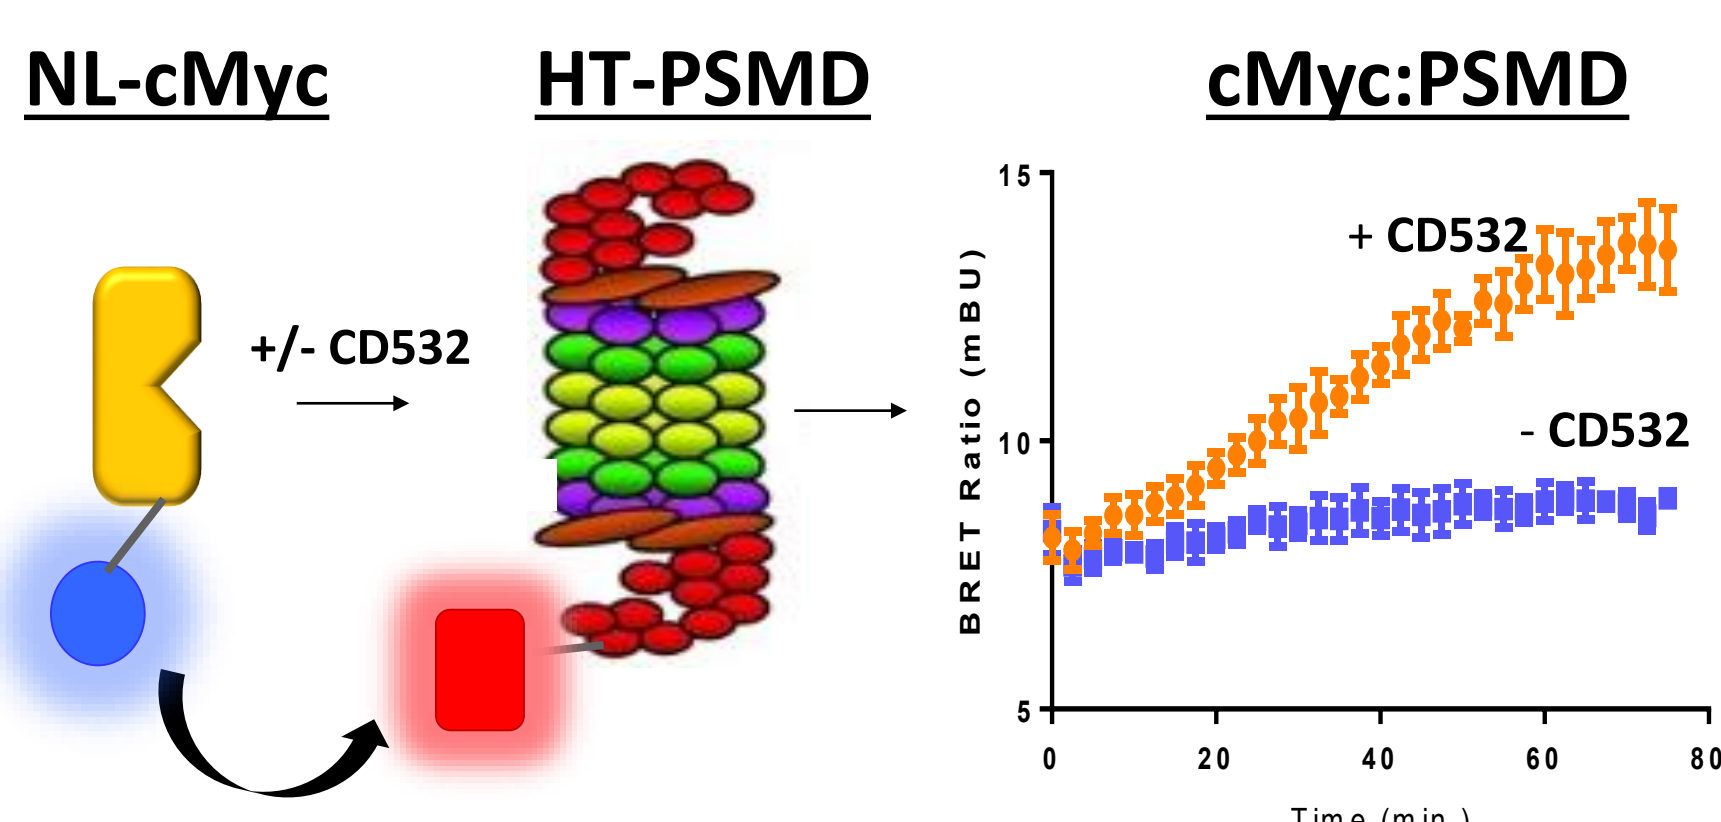 NL-cMyc
HT-PSMD
cMyc:PSMD
+/- CD532
+ CD532
- CD532
BRET Ratio (mBU)
15
10
5
0
20
40
60
80
Time (min.)